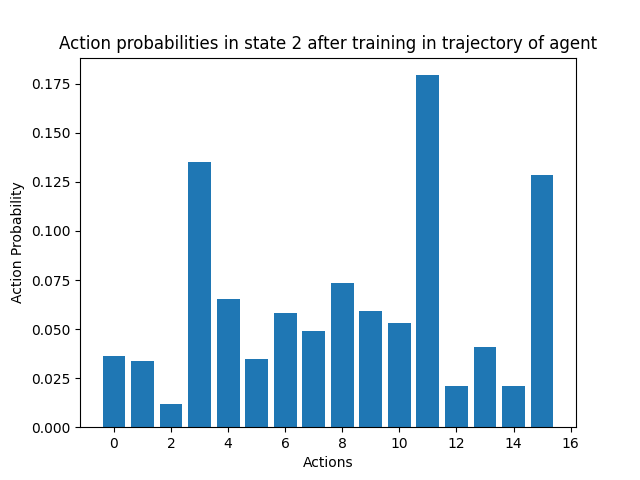 Action probabilities in state 2 after training in trajectory of agent
0.175
0.150
0.125
0.100
0.075
0.050
0.025
0.000
Action Probability
0 2 4 6 8 10 12 14 16
Actions